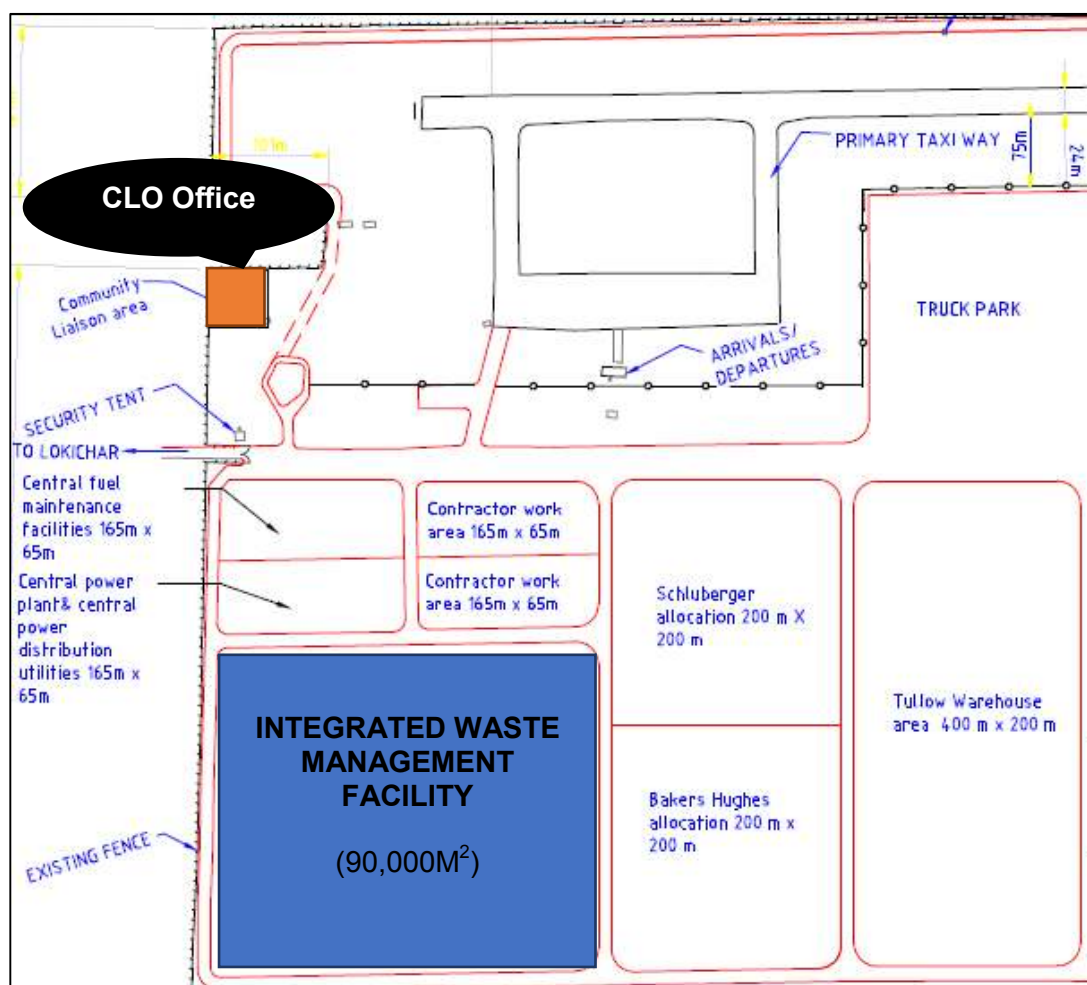 101m
CLO Office
PRIMARY TAXI WAY
75m
24m
Community
Liaison area
TRUCK PARK
ARRIVALS/
DEPARTURES
SECURITY TENT
TO LOKICHAR
Central fuel
maintenance
facilities 165m x
65m
Contractor work
area 165m x 65m
Central power
plant& central
power
distribution
utilities 165m x
65m
Contractor work
area 165m x 65m
Schluberger
allocation 200 m X
200 m
Tullow Warehouse
area 400 m x 200 m
INTEGRATED WASTE
MANAGEMENT
FACILITY
(90,000M²)
Bakers Hughes
allocation 200 m x
200 m
EXISTING FENCE